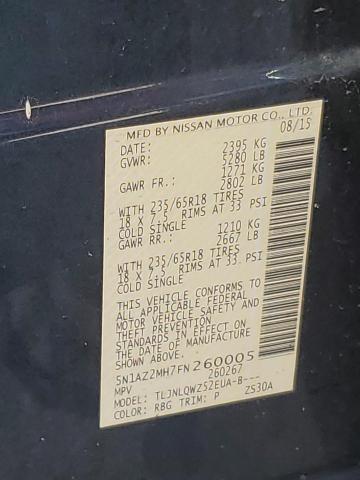 MFD BY NISSAN MOTOR CO., LTD.
DATE: 08/15
GVWR: 2395 KG
5280 LB
GAWR FR.: 1271 KG
2802 LB
WITH 235/65R18 TIRES
18 X 7.5 RIMS AT 33 PSI
COLD SINGLE
GAWR RR.: 1210 KG
2667 LB
WITH 235/65R18 TIRES
18 X 7.5 RIMS AT 33 PSI
COLD SINGLE
THIS VEHICLE CONFORMS TO
ALL APPLICABLE FEDERAL
MOTOR VEHICLE SAFETY AND
THEFT PREVENTION
STANDARDS IN EFFECT ON
THE DATE OF MANUFACTURE
SHOWN ABOVE.
5N1AZ2MH7FN260005
MPV 260267
MODEL: TLJNLQWZ52EUA-B---
COLOR: RBG TRIM: P ZS30A